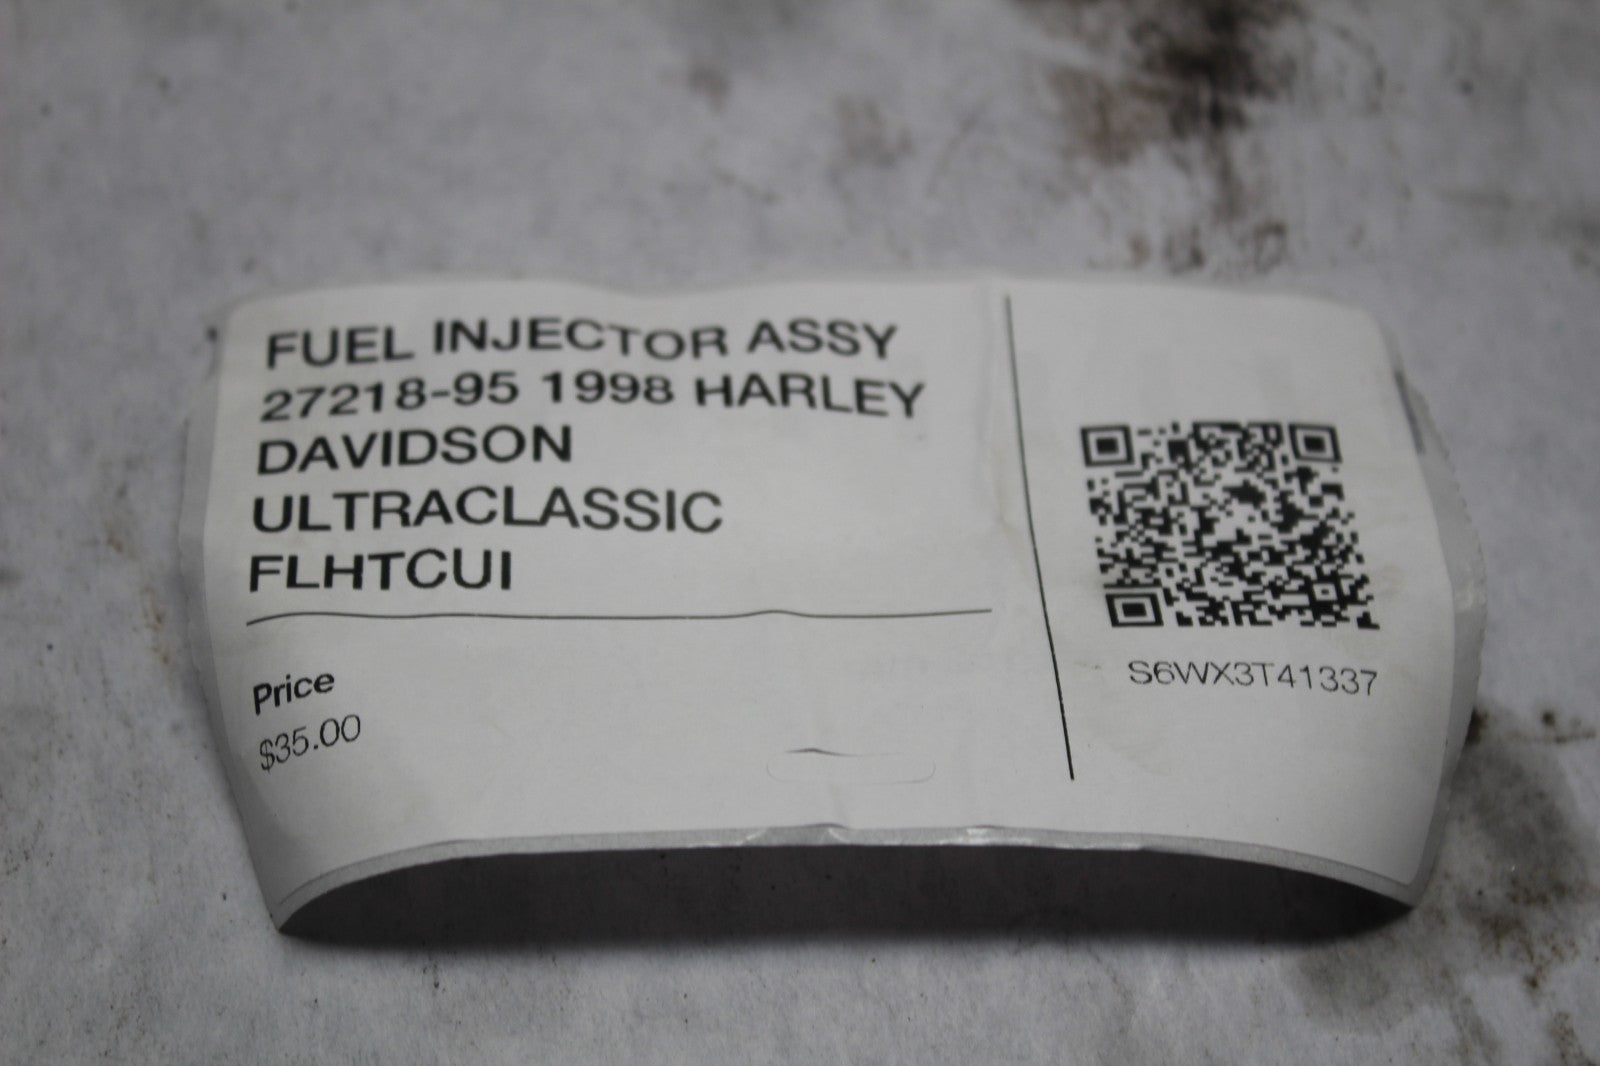 FUEL INJECTOR ASSY
27218-95 1998 HARLEY
DAVIDSON
ULTRACLASSIC
FLHTCUI
Price
$35.00
S6WX3T41337